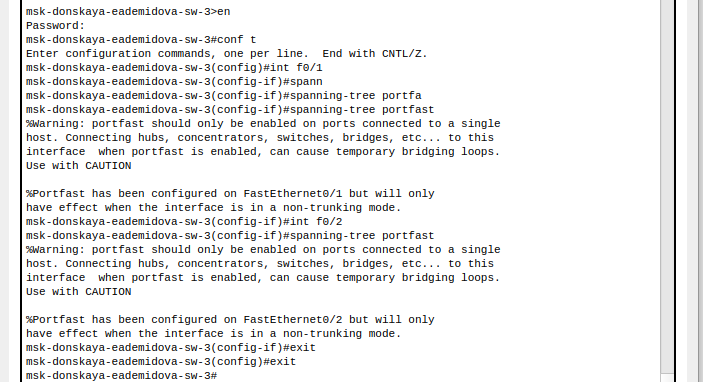 msk-donskaya-eademidova-sw-3>en
Password:
msk-donskaya-eademidova-sw-3#conf t
Enter configuration commands, one per line.  End with CNTL/Z.
msk-donskaya-eademidova-sw-3(config)#int f0/1
msk-donskaya-eademidova-sw-3(config-if)#spann
msk-donskaya-eademidova-sw-3(config-if)#spanning-tree portfa
msk-donskaya-eademidova-sw-3(config-if)#spanning-tree portfast
%Warning: portfast should only be enabled on ports connected to a single
host. Connecting hubs, concentrators, switches, bridges, etc... to this
interface  when portfast is enabled, can cause temporary bridging loops.
Use with CAUTION

%Portfast has been configured on FastEthernet0/1 but will only
have effect when the interface is in a non-trunking mode.
msk-donskaya-eademidova-sw-3(config-if)#int f0/2
msk-donskaya-eademidova-sw-3(config-if)#spanning-tree portfast
%Warning: portfast should only be enabled on ports connected to a single
host. Connecting hubs, concentrators, switches, bridges, etc... to this
interface  when portfast is enabled, can cause temporary bridging loops.
Use with CAUTION

%Portfast has been configured on FastEthernet0/2 but will only
have effect when the interface is in a non-trunking mode.
msk-donskaya-eademidova-sw-3(config-if)#exit
msk-donskaya-eademidova-sw-3(config)#exit
msk-donskaya-eademidova-sw-3#